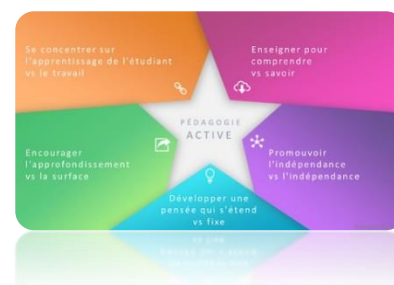 Se concentrer sur
l'apprentissage de l'étudiant
vs le travail
Enseigner pour
comprendre
vs savoir
PÉDAGOGIE
ACTIVE
Encourager
l'approfondissement
vs la surface
Promouvoir
l'indépendance
vs l'indépendance
Développer une
pensée qui s'étend
vs fixe